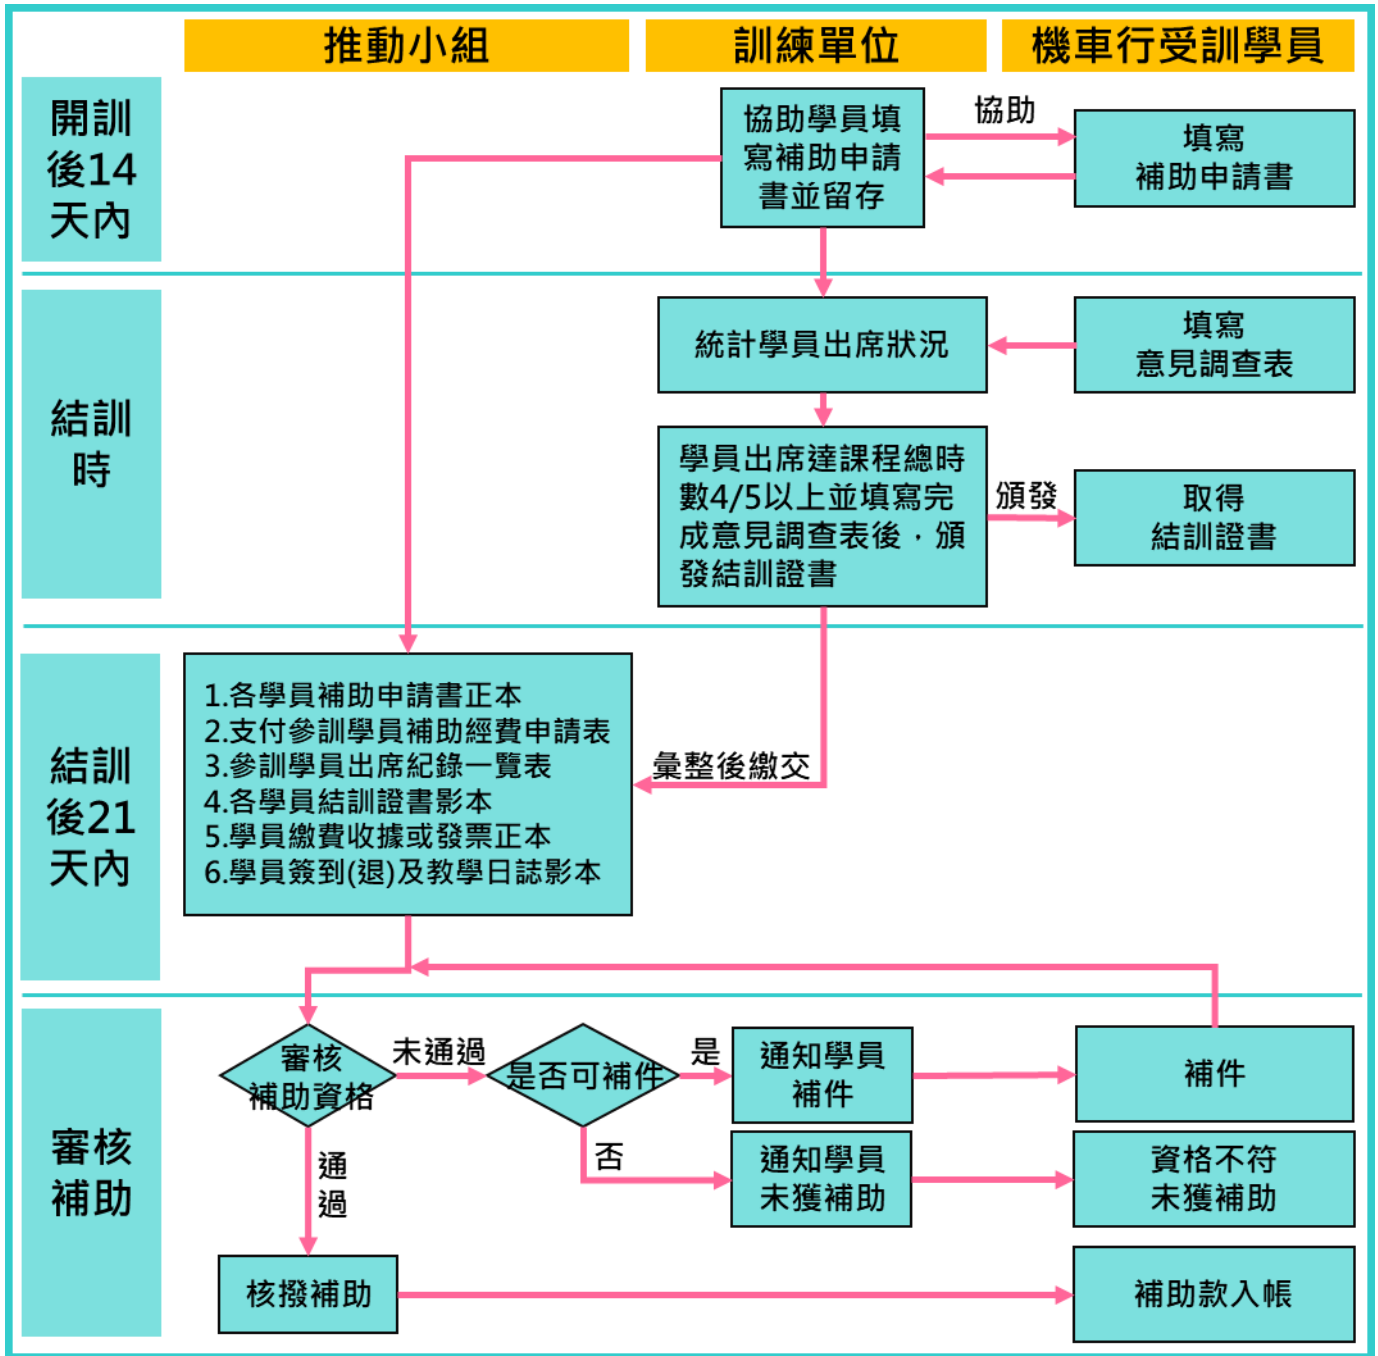 推動小組
訓練單位
機車行受訓學員
開訓
後14
天內
協助學員填
寫補助申請
書並留存
協助
填寫
補助申請書
結訓
時
統計學員出席狀況
填寫
意見調查表
學員出席達課程總時
數4/5以上並填寫完
成意見調查表後，頒
發結訓證書
頒發
取得
結訓證書
結訓
後21
天內
1.各學員補助申請書正本
2.支付參訓學員補助經費申請表
3.參訓學員出席紀錄一覽表
4.各學員結訓證書影本
5.學員繳費收據或發票正本
6.學員簽到(退)及教學日誌影本
彙整後繳交
審核
補助
審核
補助資格
未通過
是否可補件
是
通知學員
補件
補件
通
過
否
通知學員
未獲補助
資格不符
未獲補助
核撥補助
補助款入帳